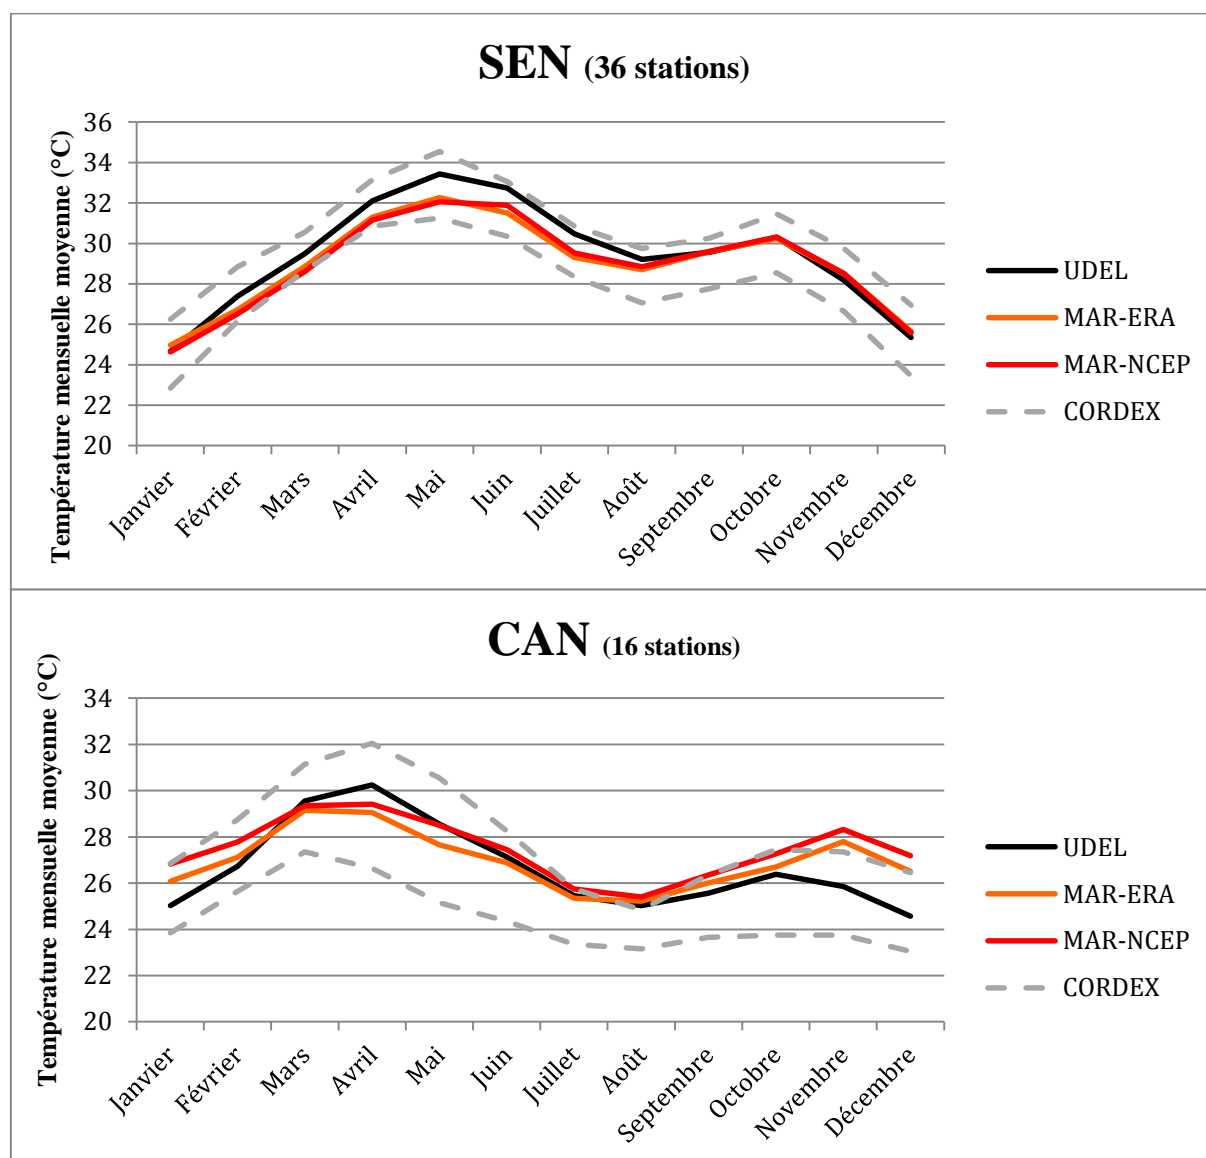 SEN (36 stations)
Température mensuelle moyenne (°C)
36
34
32
30
28
26
24
22
20
Janvier
Février
Mars
Avril
Mai
Juin
Juillet
Août
Septembre
Octobre
Novembre
Décembre
UDEL
MAR-ERA
MAR-NCEP
CORDEX
CAN (16 stations)
Température mensuelle moyenne (°C)
34
32
30
28
26
24
22
20
Janvier
Février
Mars
Avril
Mai
Juin
Juillet
Août
Septembre
Octobre
Novembre
Décembre
UDEL
MAR-ERA
MAR-NCEP
CORDEX